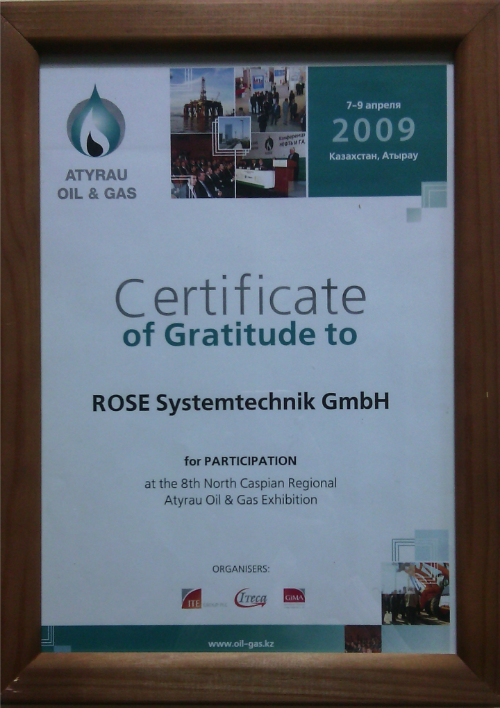 ATYRAU
OIL & GAS
7–9 апреля
2009
Казахстан, Атырау
Certificate
of Gratitude to
ROSE Systemtechnik GmbH
for PARTICIPATION
at the 8th North Caspian Regional
Atyrau Oil & Gas Exhibition
ORGANISERS:
ITE
Iteca
GiMA
www.oil-gas.kz